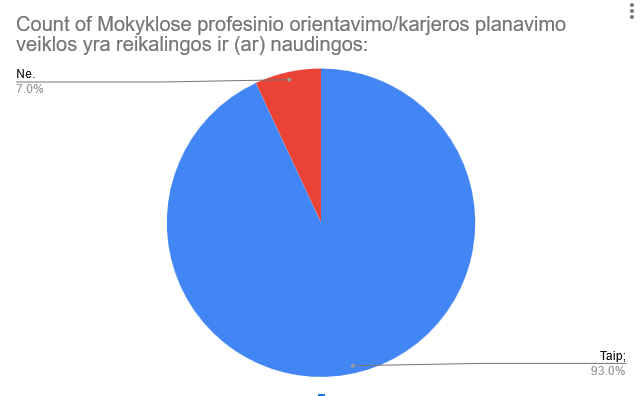 Count of Mokyklose profesinio orientavimo/karjeros planavimo
veiklos yra reikalingos ir (ar) naudingos:
Ne.
7.0%
Taip;
93.0%